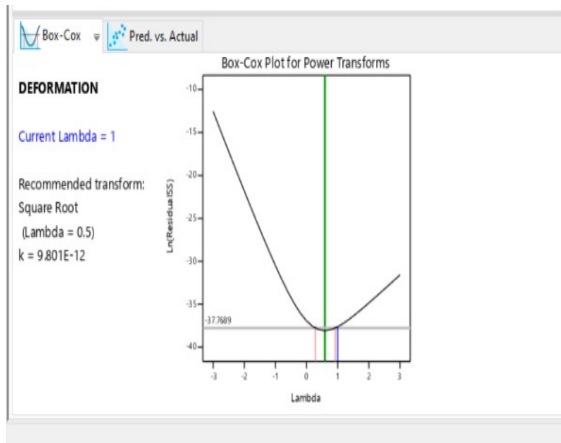 Box-Cox
Pred. vs. Actual
DEFORMATION
Current Lambda = 1
Recommended transform:
Square Root
(Lambda = 0.5)
k = 9.801E-12
Box-Cox Plot for Power Transforms
Ln(ResidualSS)
-10
-15
-20
-25
-30
-35
-40
-37.7689
-3 -2 -1 0 1 2 3
Lambda